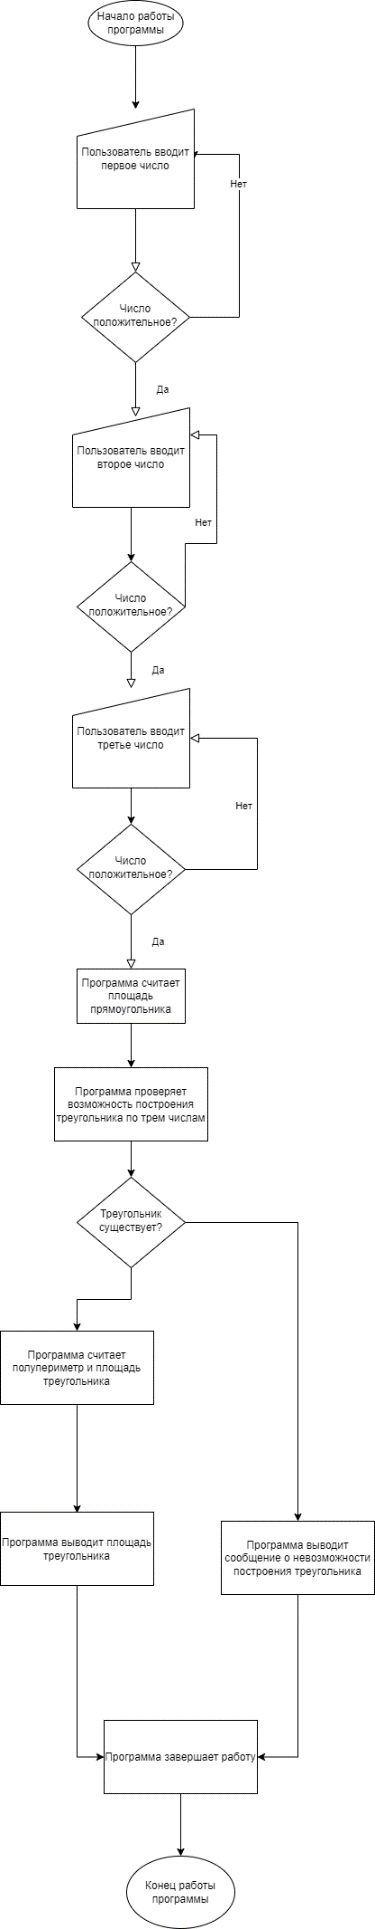 Начало работы
программы
Пользователь вводит
первое число
Нет
Число
положительное?
Да
Пользователь вводит
второе число
Нет
Число
положительное?
Да
Пользователь вводит
третье число
Нет
Число
положительное?
Да
Программа считает
площадь
прямоугольника
Программа проверяет
возможность построения
треугольника по трем числам
Треугольник
существует?
Программа считает
полупериметр и площадь
треугольника
Программа выводит площадь
треугольника
Программа выводит
сообщение о невозможности
построения треугольника
Программа завершает работу
Конец работы
программы